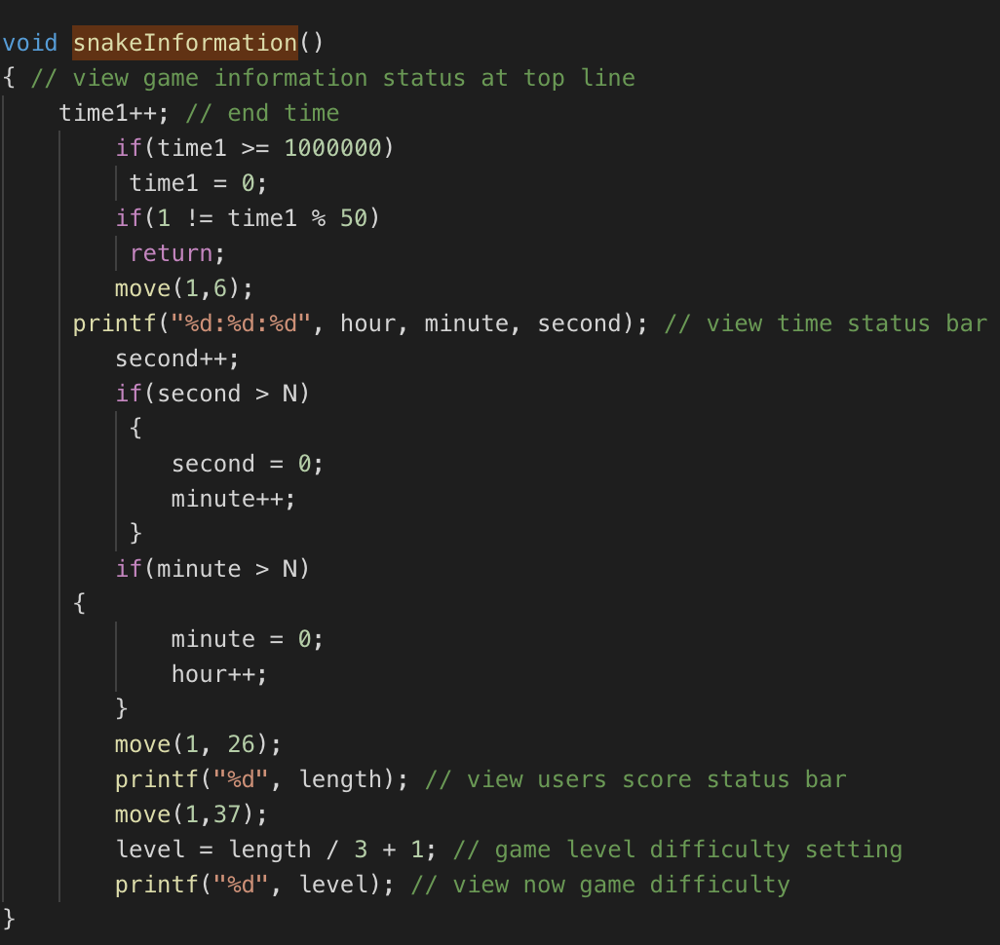 void snakeInformation()
{ // view game information status at top line
    time1++; // end time
        if(time1 >= 1000000)
         time1 = 0;
        if(1 != time1 % 50)
         return;
        move(1,6);
     printf("%d:%d:%d", hour, minute, second); // view time status bar
        second++;
        if(second > N)
         {
            second = 0;
            minute++;
         }
        if(minute > N)
     {
            minute = 0;
            hour++;
        }
        move(1, 26);
        printf("%d", length); // view users score status bar
        move(1,37);
        level = length / 3 + 1; // game level difficulty setting
        printf("%d", level); // view now game difficulty
}